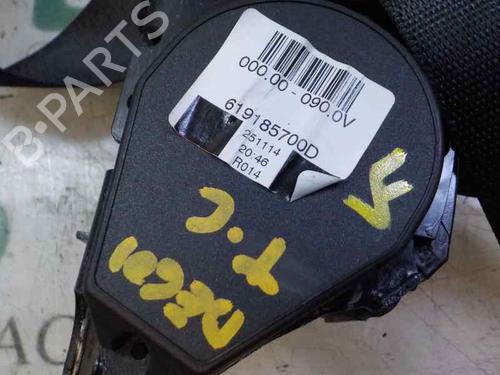 000.00 - 090.0V
619185700D
251114
20:46
R014
B-PARTS
T.C